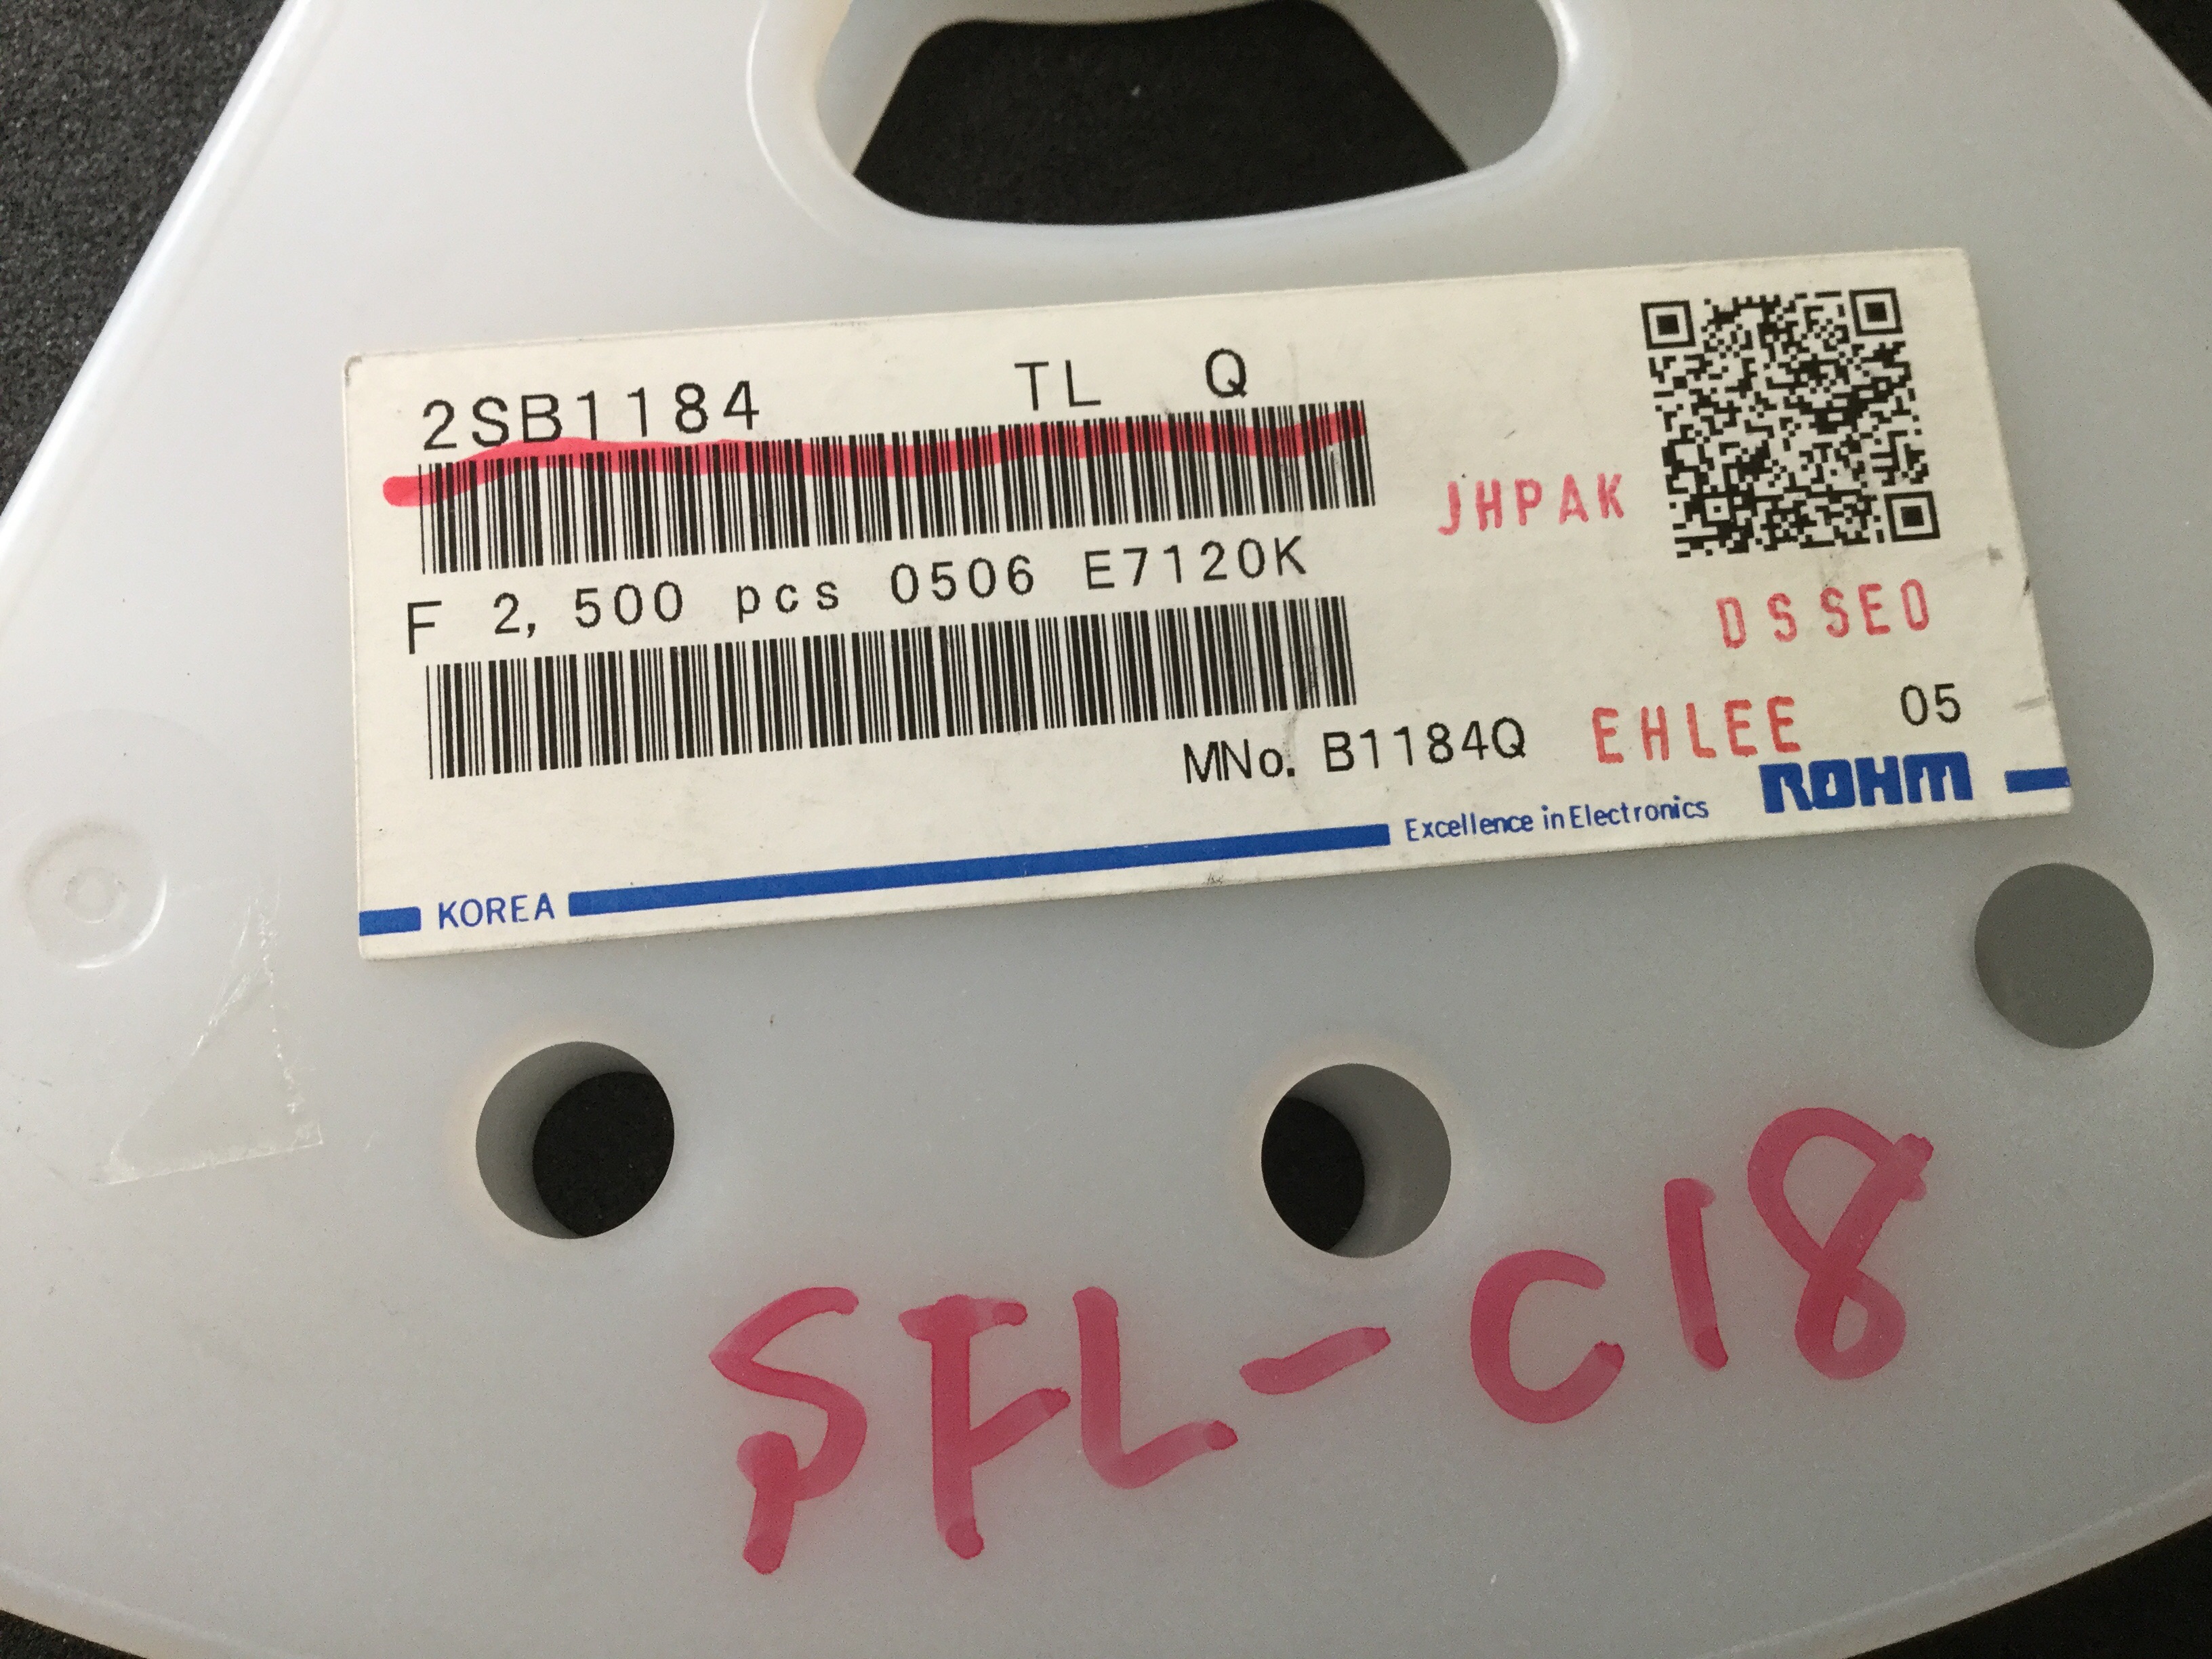 2SB1184 TL Q
JHPAK
F 2,500 pcs 0506 E7120K
DSSEO
MNo. B1184Q EHLEE 05
ROHM
Excellence in Electronics
KOREA
SFL-C18